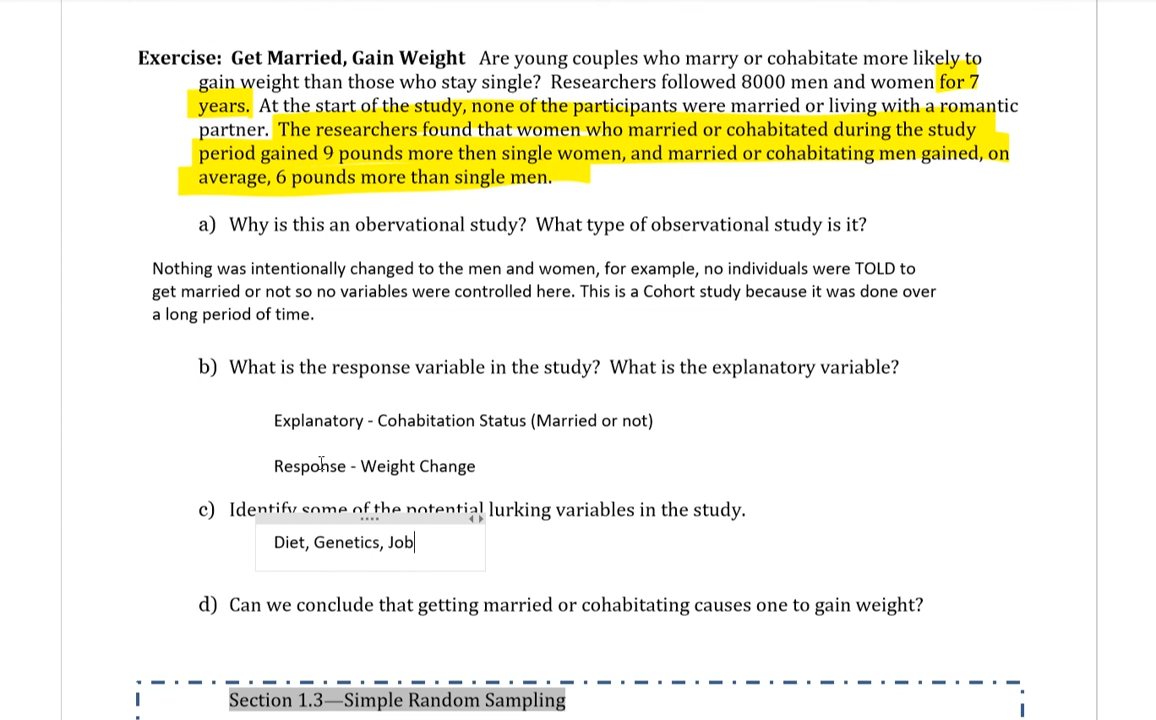 Exercise: Get Married, Gain Weight Are young couples who marry or cohabitate more likely to
gain weight than those who stay single? Researchers followed 8000 men and women for 7
years. At the start of the study, none of the participants were married or living with a romantic
partner. The researchers found that women who married or cohabitated during the study
period gained 9 pounds more then single women, and married or cohabitating men gained, on
average, 6 pounds more than single men.
a) Why is this an obervational study? What type of observational study is it?
Nothing was intentionally changed to the men and women, for example, no individuals were TOLD to
get married or not so no variables were controlled here. This is a Cohort study because it was done over
a long period of time.
b) What is the response variable in the study? What is the explanatory variable?
Explanatory - Cohabitation Status (Married or not)
Response - Weight Change
c) Identify some of the potential lurking variables in the study.
Diet, Genetics, Job
d) Can we conclude that getting married or cohabitating causes one to gain weight?
Section 1.3—Simple Random Sampling